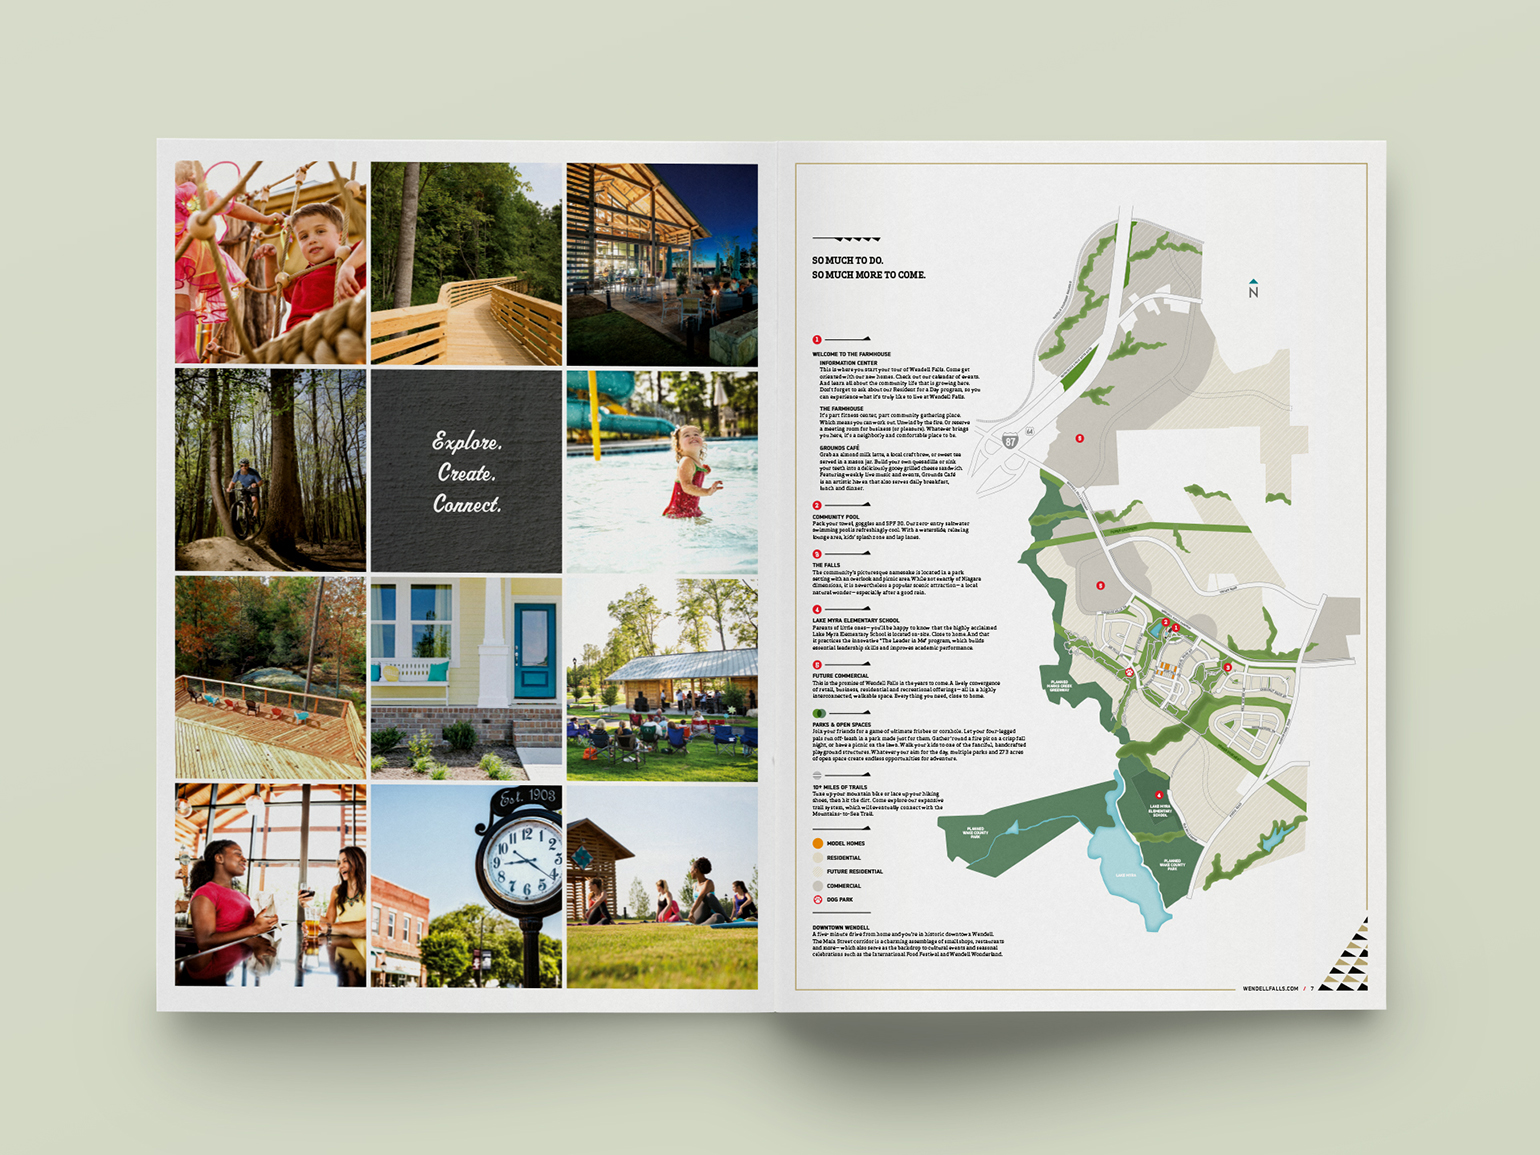 Explore.
Create.
Connect.
Est. 1903
SO MUCH TO DO.
SO MUCH MORE TO COME.
1
WELCOME TO THE FARMHOUSE
INFORMATION CENTER
This is where you start your tour of Wendell Falls. Come get
oriented with our new homes. Check out our calendar of events.
And learn all about the community life that is growing here.
Don't forget to ask about our Resident for a Day program, so you
can experience what it's truly like to live at Wendell Falls.
THE FARMHOUSE
It's part fitness center, part community gathering place.
Which means you can work out. Unwind by the fire. Or reserve
a meeting room for business (or pleasure). Whatever brings
you here, it's a neighborly and comfortable place to be.
GROUNDS CAFÉ
Grab an almond milk latte, a local craft brew, or sweet tea
served in a mason jar. Build your own quesadilla or sink
your teeth into a deliciously gooey grilled cheese sandwich.
Featuring weekly live music and events, Grounds Café
is an artistic haven that also serves daily breakfast,
lunch and dinner.
2
COMMUNITY POOL
Pack your towel, goggles and SPF 30. Our zero-entry saltwater
swimming pool is refreshingly cool. With a waterslide, relaxing
lounge area, kids' splash zone and lap lanes.
3
THE FALLS
The community's picturesque namesake is located in a park
setting with an overlook and picnic area. While not exactly of Niagara
dimensions, it is nevertheless a popular scenic attraction—a local
natural wonder—especially after a good rain.
4
LAKE MYRA ELEMENTARY SCHOOL
Parents of little ones—you'll be happy to know that the highly acclaimed
Lake Myra Elementary School is located on-site. Close to home. And that
it practices the innovative "The Leader in Me" program, which builds
essential leadership skills and improves academic performance.
5
FUTURE COMMERCIAL
This is the promise of Wendell Falls in the years to come. A lively convergence
of retail, business, residential and recreational offerings—all in a highly
interconnected, walkable space. Everything you need, close to home.
PARKS & OPEN SPACES
Join your friends for a game of ultimate frisbee or cornhole. Let your four-legged
pals run off-leash in a park made just for them. Gather 'round a fire pit on a crisp fall
night, or have a picnic on the lawn. Walk your kids to one of the fanciful, handcrafted
playground structures. Whatever your aim for the day, multiple parks and 273 acres
of open space create endless opportunities for adventure.
10+ MILES OF TRAILS
Tune up your mountain bike or lace up your hiking
shoes, then hit the dirt. Come explore our expansive
trail system, which will eventually connect with the
Mountains-to-Sea Trail.
MODEL HOMES
RESIDENTIAL
FUTURE RESIDENTIAL
COMMERCIAL
DOG PARK
DOWNTOWN WENDELL
A five-minute drive from home and you're in historic downtown Wendell.
The Main Street corridor is a charming assemblage of small shops, restaurants
and more—which also serve as the backdrop to cultural events and seasonal
celebrations such as the International Food Festival and Wendell Wonderland.
N
87
64
5
5
2
1
3
PLANNED
MARKS CREEK
GREENWAY
4
LAKE MYRA
ELEMENTARY
SCHOOL
PLANNED
WAKE COUNTY
PARK
PLANNED
WAKE COUNTY
PARK
LAKE MYRA
WENDELLFALLS.COM / 7